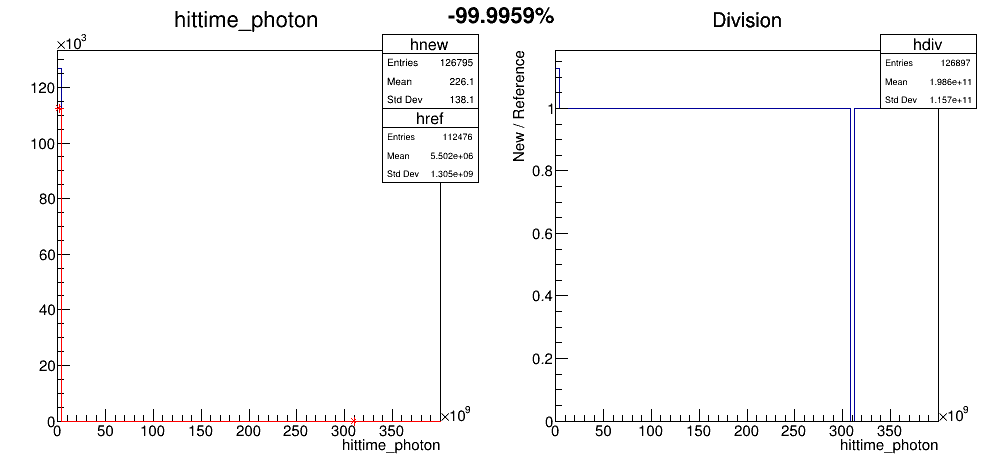 -99.9959%
hittime_photon
×10³
120
100
80
60
40
20
0
0 50 100 150 200 250 300 350
×10⁹
hittime_photon
hnew
Entries 126795
Mean 226.1
Std Dev 138.1
href
Entries 112476
Mean 5.502e+06
Std Dev 1.305e+09
Division
New / Reference
1
0.8
0.6
0.4
0.2
0
0 50 100 150 200 250 300 350
×10⁹
hittime_photon
hdiv
Entries 126897
Mean 1.986e+11
Std Dev 1.157e+11